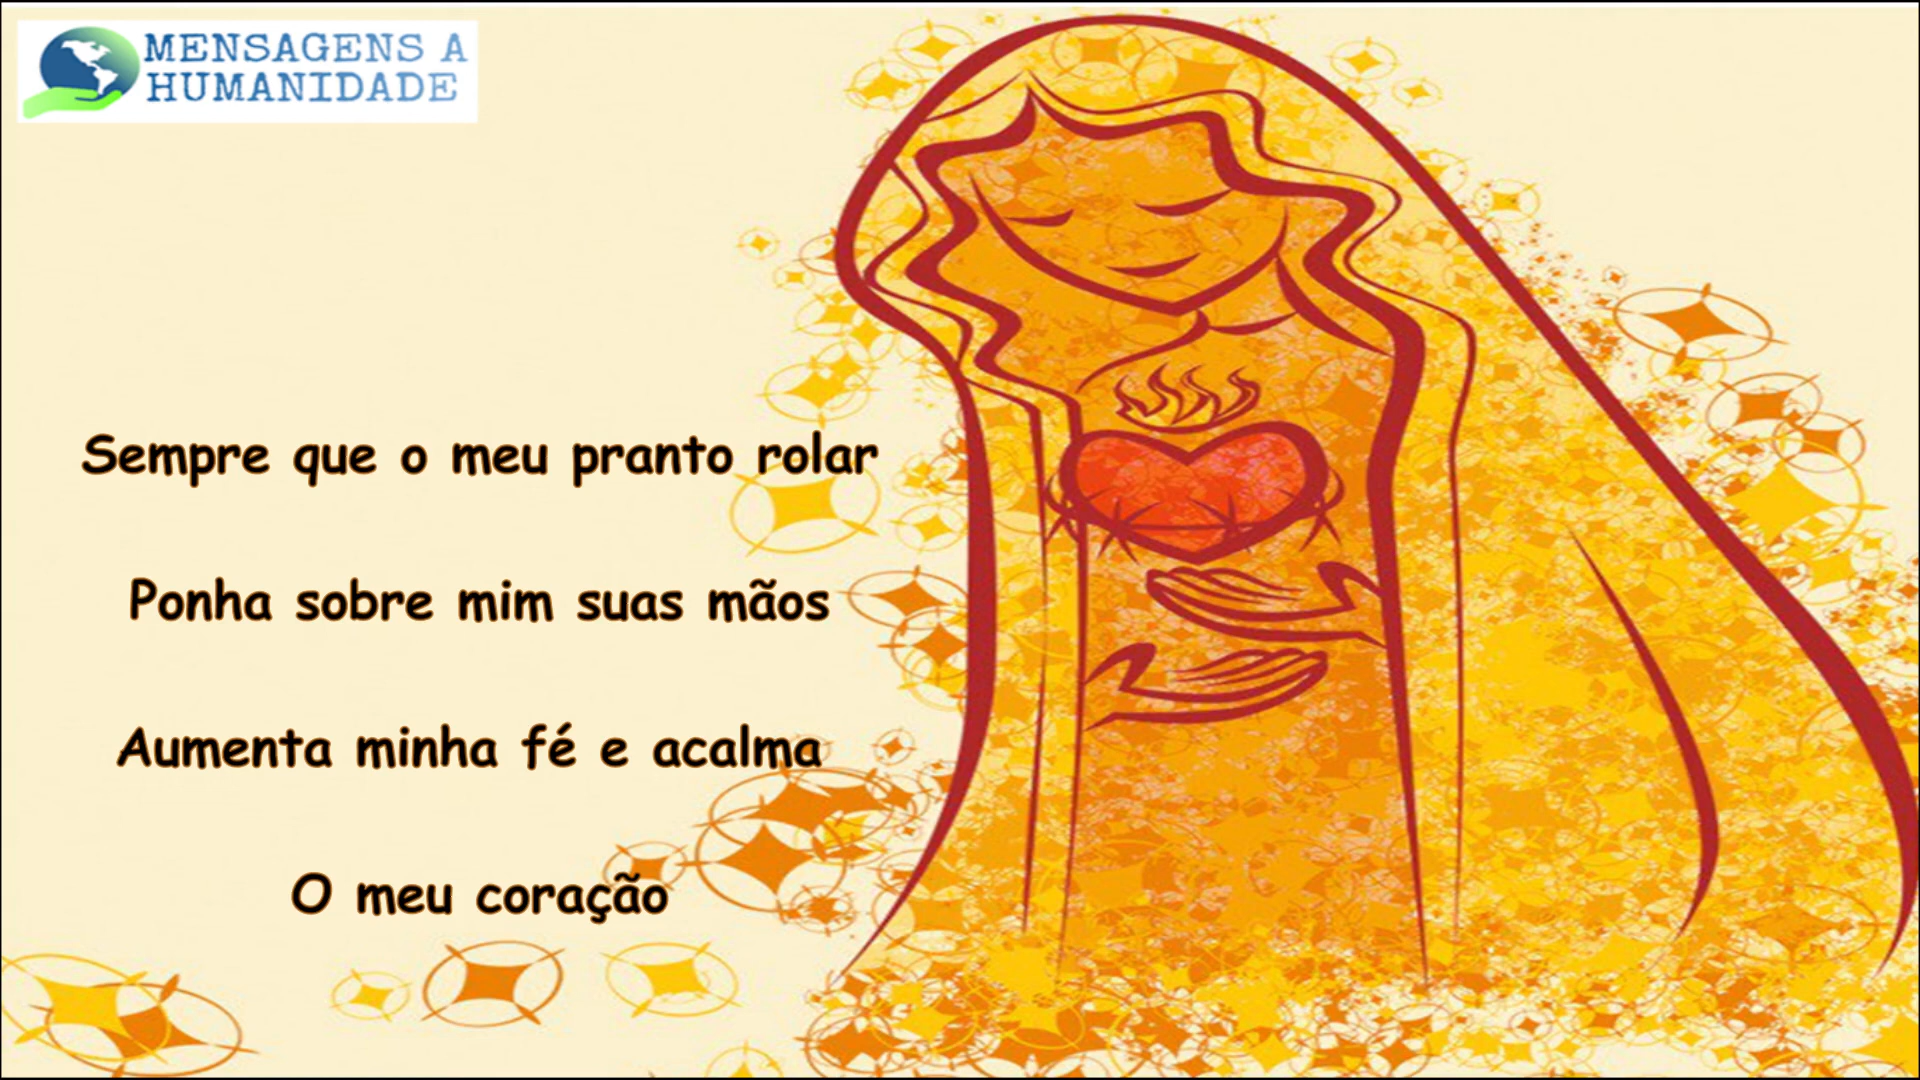 MENSAGENS A
HUMANIDADE
Sempre que o meu pranto rolar
Ponha sobre mim suas mãos
Aumenta minha fé e acalma
O meu coração